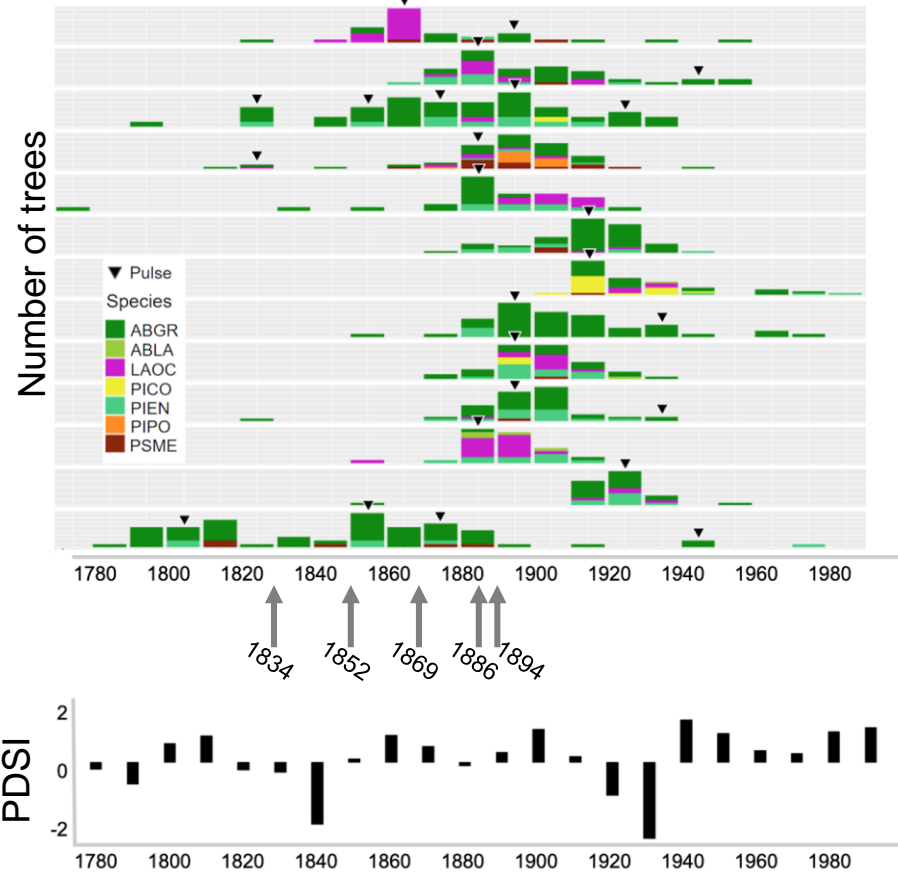 Number of trees
Pulse
Species
ABGR
ABLA
LAOC
PICO
PIEN
PIPO
PSME
1780 1800 1820 1840 1860 1880 1900 1920 1940 1960 1980
1834 1852 1869 1886 1894
PDSI
2
0
-2
1780 1800 1820 1840 1860 1880 1900 1920 1940 1960 1980